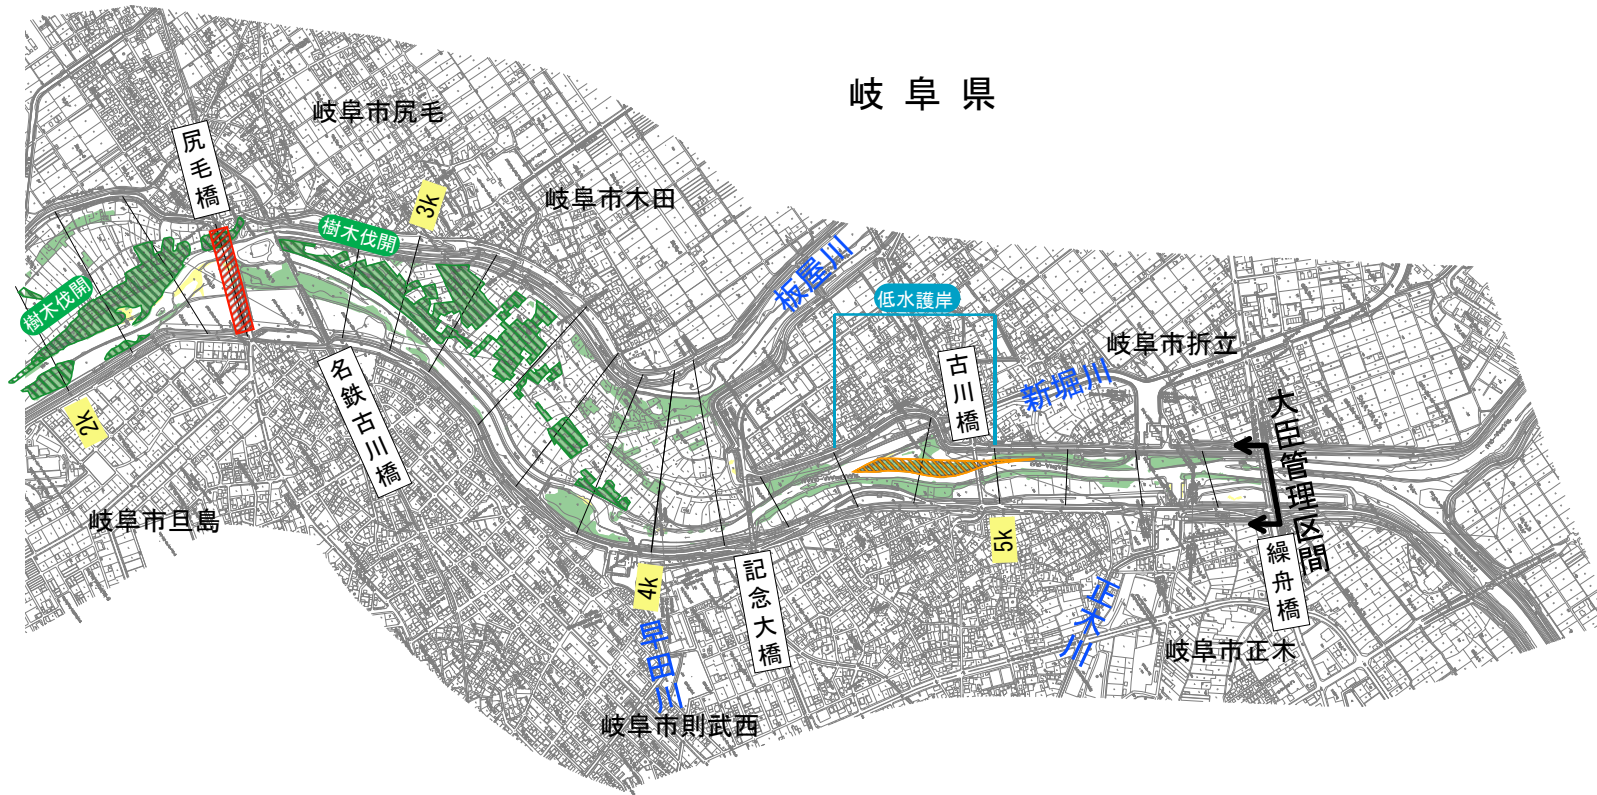 岐阜県
岐阜市尻毛
尻毛橋
岐阜市木田
3k
樹木伐開
板屋川
樹木伐開
低水護岸
岐阜市折立
古川橋
新堀川
名鉄古川橋
2k
大臣管理区間
岐阜市旦島
5k
記念大橋
繰舟橋
4k
正木川
早田川
岐阜市正木
岐阜市則武西